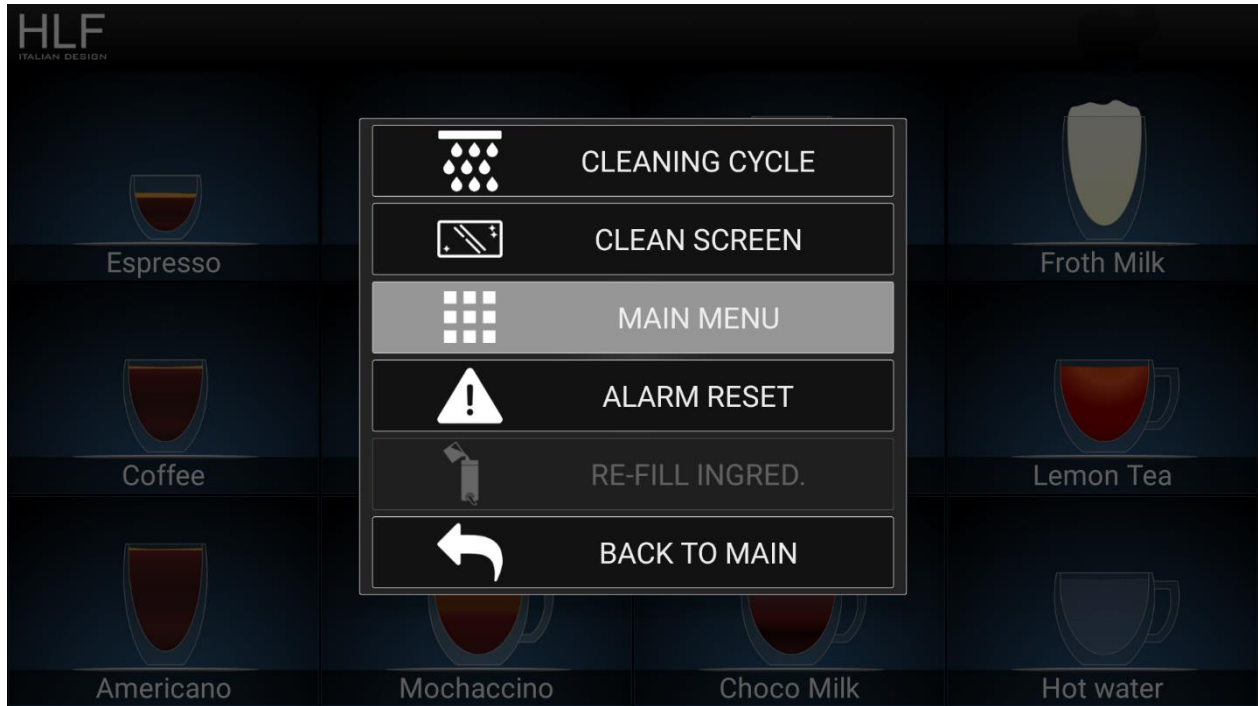 HLF
ITALIAN DESIGN
CLEANING CYCLE
CLEAN SCREEN
MAIN MENU
ALARM RESET
RE-FILL INGRED.
BACK TO MAIN
Espresso
Froth Milk
Coffee
Lemon Tea
Americano
Mochaccino
Choco Milk
Hot water